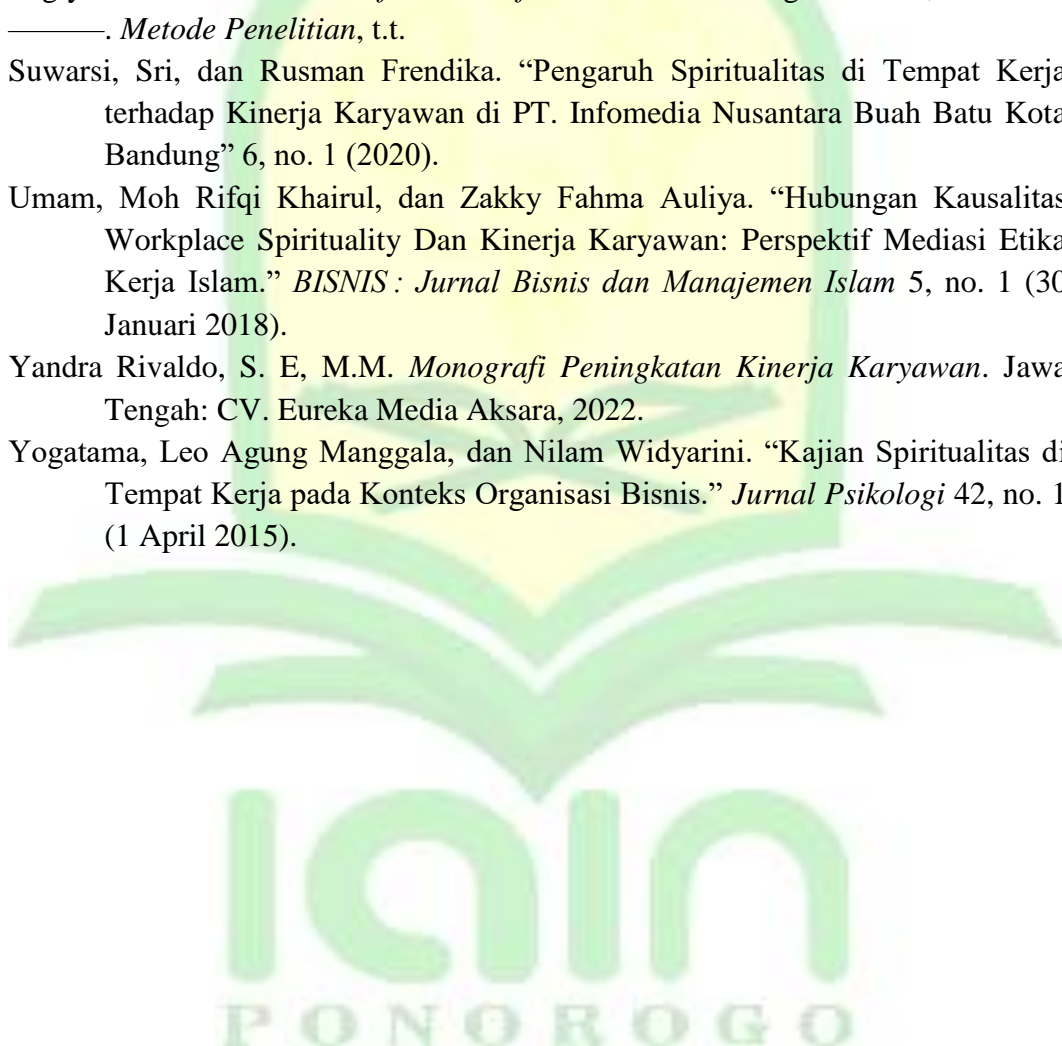 ———. Metode Penelitian, t.t.
Suwarsi, Sri, dan Rusman Frendika. “Pengaruh Spiritualitas di Tempat Kerja
terhadap Kinerja Karyawan di PT. Infomedia Nusantara Buah Batu Kota
Bandung” 6, no. 1 (2020).
Umam, Moh Rifqi Khairul, dan Zakky Fahma Auliya. “Hubungan Kausalitas
Workplace Spirituality Dan Kinerja Karyawan: Perspektif Mediasi Etika
Kerja Islam.” BISNIS : Jurnal Bisnis dan Manajemen Islam 5, no. 1 (30
Januari 2018).
Yandra Rivaldo, S. E, M.M. Monografi Peningkatan Kinerja Karyawan. Jawa
Tengah: CV. Eureka Media Aksara, 2022.
Yogatama, Leo Agung Manggala, dan Nilam Widyarini. “Kajian Spiritualitas di
Tempat Kerja pada Konteks Organisasi Bisnis.” Jurnal Psikologi 42, no. 1
(1 April 2015).
iain
PONOROGO